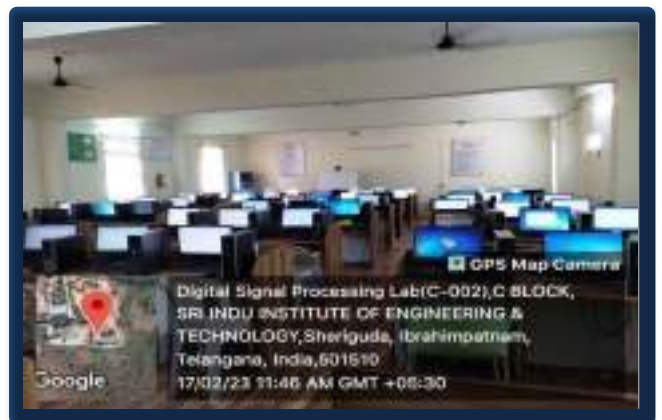 GPS Map Camera
Digital Signal Processing Lab(C-002),C BLOCK,
SRI INDU INSTITUTE OF ENGINEERING &
TECHNOLOGY,Sheriguda, Ibrahimpatnam,
Telangana, India,501510
Google
17/02/23 11:46 AM GMT +05:30